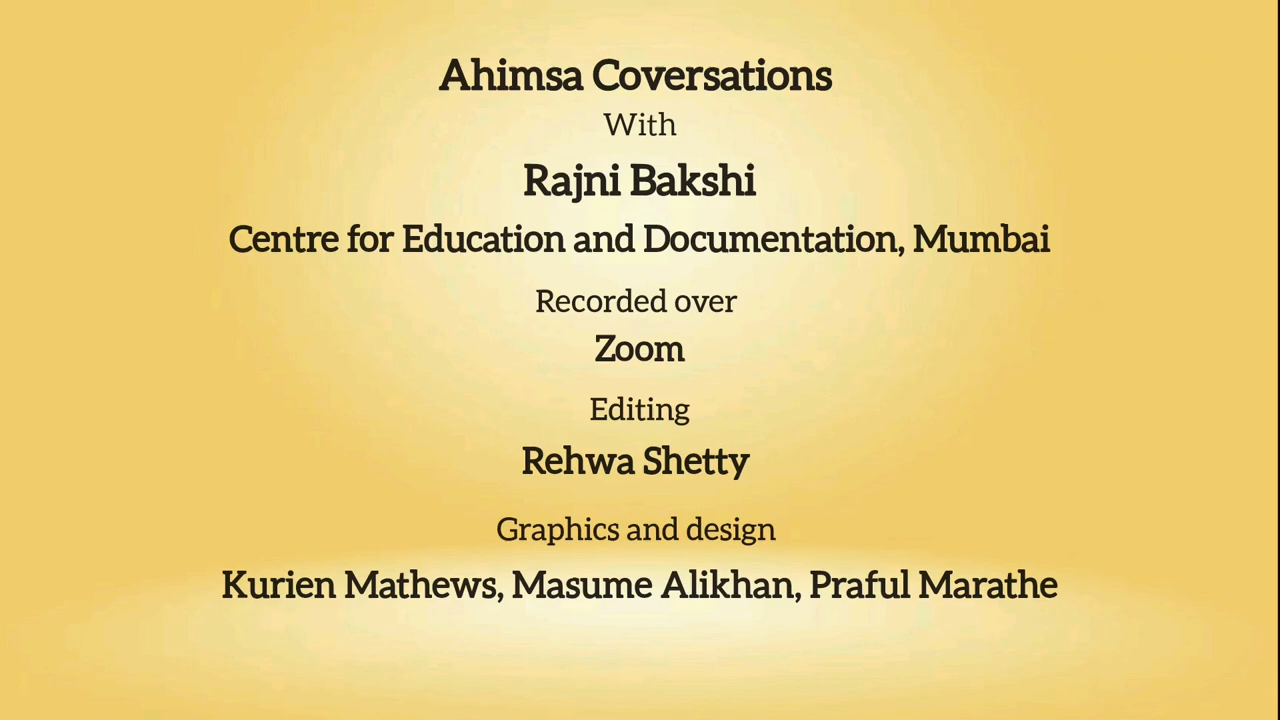 Ahimsa Coversations
With
Rajni Bakshi
Centre for Education and Documentation, Mumbai
Recorded over
Zoom
Editing
Rehwa Shetty
Graphics and design
Kurien Mathews, Masume Alikhan, Praful Marathe